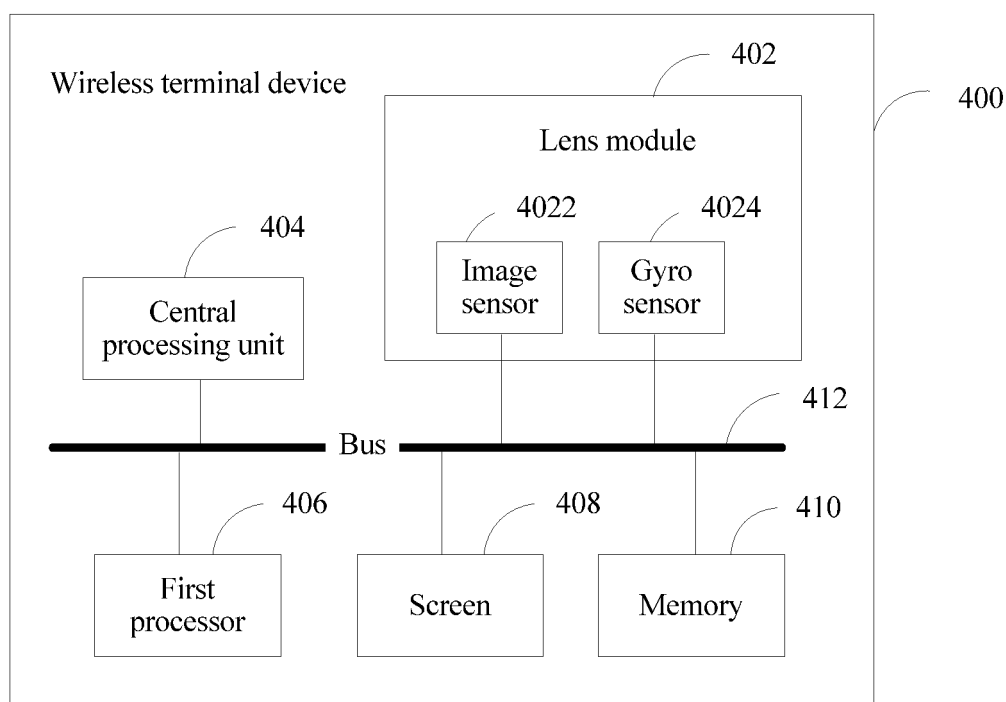 402
Wireless terminal device
400
Lens module
4022
4024
404
Image
sensor
Gyro
sensor
Central
processing unit
412
Bus
406
408
410
First
processor
Screen
Memory